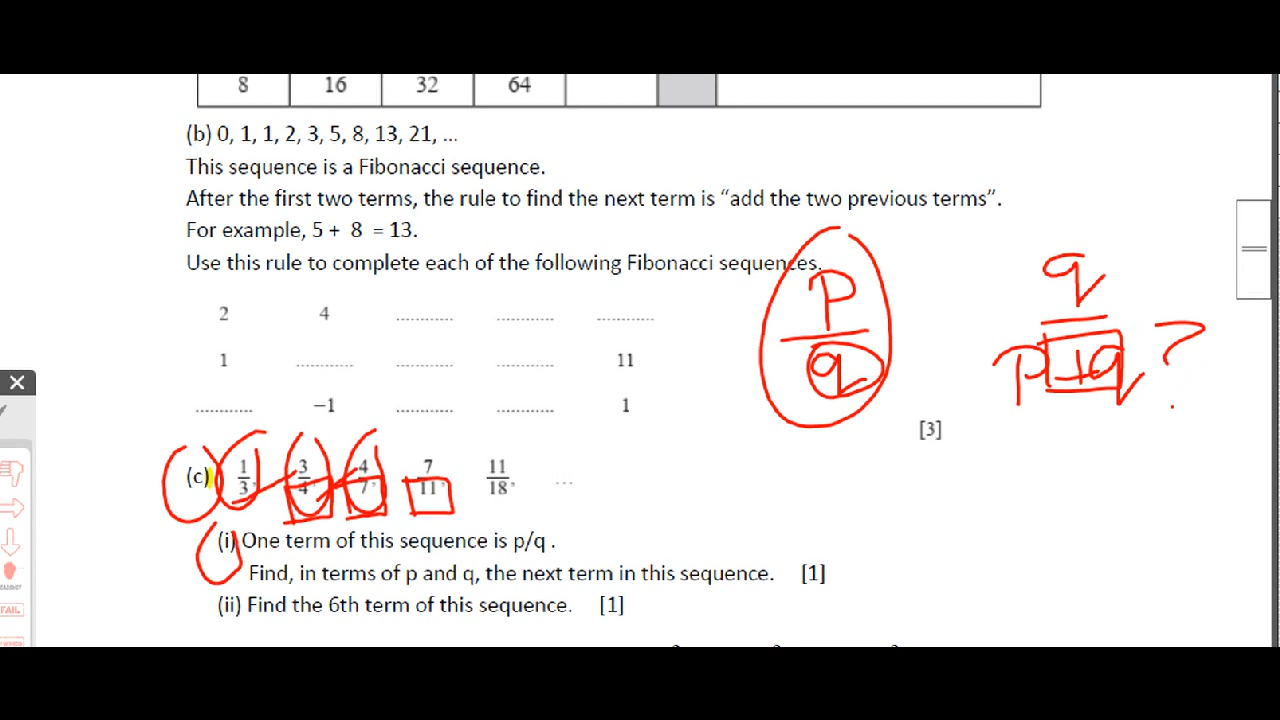 8 16 32 64
(b) 0, 1, 1, 2, 3, 5, 8, 13, 21, ...
This sequence is a Fibonacci sequence.
After the first two terms, the rule to find the next term is “add the two previous terms”.
For example, 5 + 8 = 13.
Use this rule to complete each of the following Fibonacci sequences.
2 4 ............ ............ ............
1 ............ ............ ............ 11
............ −1 ............ ............ 1
[3]
p/q
q/p+q ?
(c) 1/3, 3/4, 4/7, 7/11, 11/18, ...
(i) One term of this sequence is p/q .
Find, in terms of p and q, the next term in this sequence. [1]
(ii) Find the 6th term of this sequence. [1]
FAIL